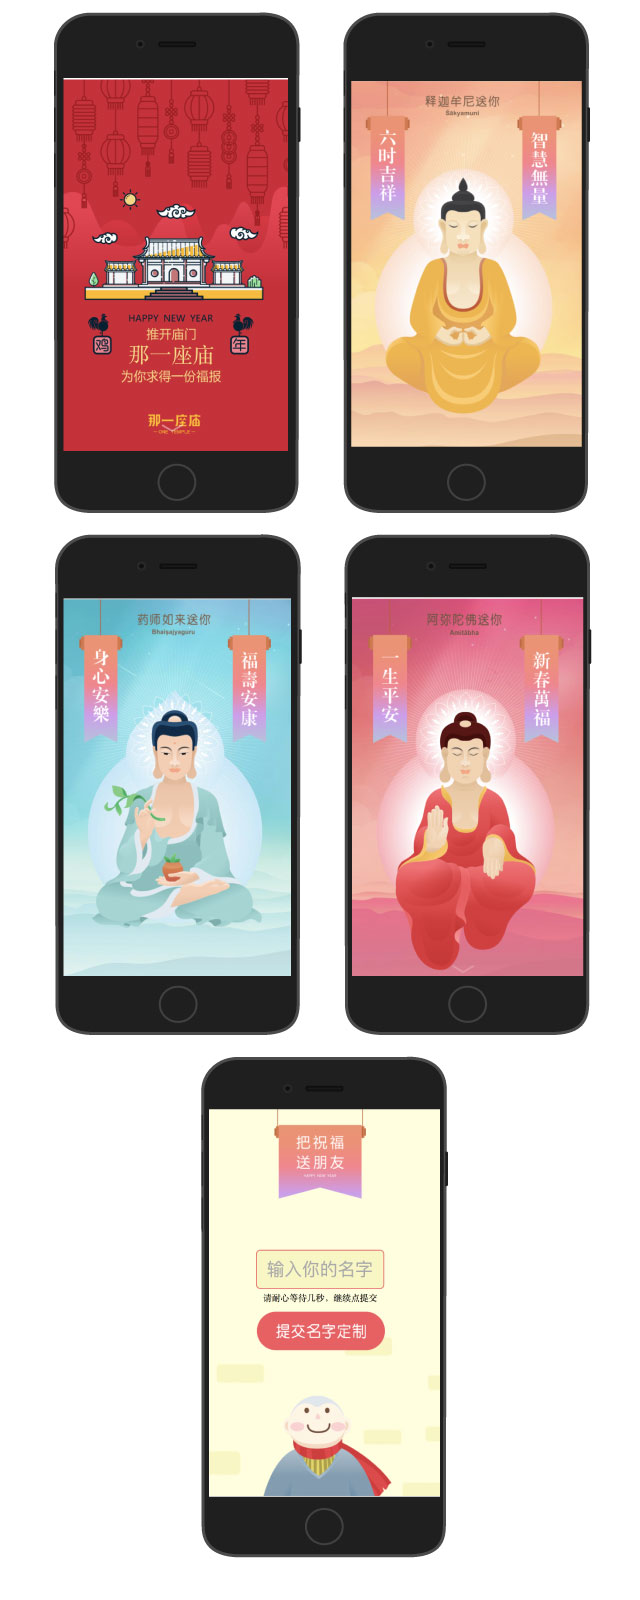 HAPPY NEW YEAR
推开庙门
那一座庙
为你求得一份福报
鸡
年
那一座庙
ONE TEMPLE
释迦牟尼送你
Sākyamuni
六时吉祥
智慧無量
药师如来送你
Bhaiṣajyaguru
身心安樂
福壽安康
阿弥陀佛送你
Amitābha
一生平安
新春萬福
把祝福
送朋友
HAPPY NEW YEAR
输入你的名字
请耐心等待几秒，继续点提交
提交名字定制